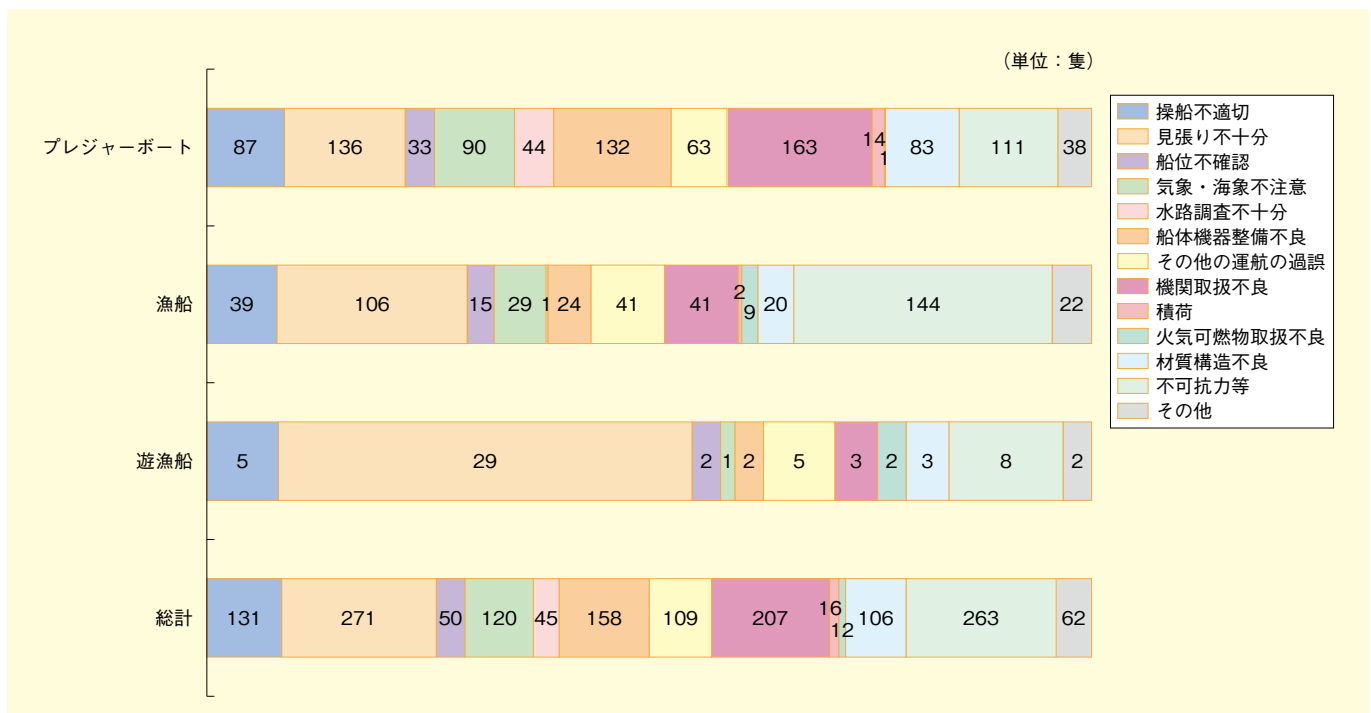 (単位：隻)
プレジャーボート
87 136 33 90 44 132 63 163 14 1 83 111 38
漁船
39 106 15 29 1 24 41 41 2 9 20 144 22
遊漁船
5 29 2 1 2 5 3 2 3 8 2
総計
131 271 50 120 45 158 109 207 16 12 106 263 62
操船不適切
見張り不十分
船位不確認
気象・海象不注意
水路調査不十分
船体機器整備不良
その他の運航の過誤
機関取扱不良
積荷
火気可燃物取扱不良
材質構造不良
不可抗力等
その他